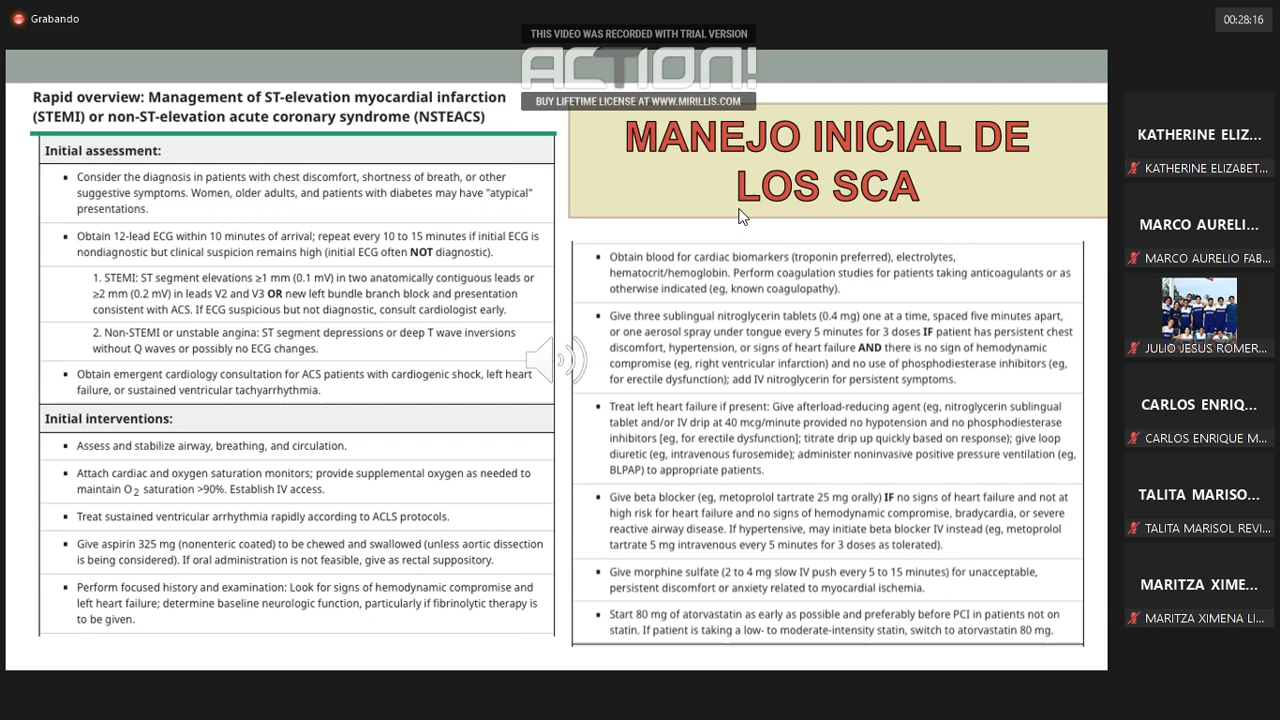 Grabando
00:28:16
THIS VIDEO WAS RECORDED WITH TRIAL VERSION
ACTION!
BUY LIFETIME LICENSE AT WWW.MIRILLIS.COM
Rapid overview: Management of ST-elevation myocardial infarction
(STEMI) or non-ST-elevation acute coronary syndrome (NSTEACS)
Initial assessment:
▪ Consider the diagnosis in patients with chest discomfort, shortness of breath, or other
suggestive symptoms. Women, older adults, and patients with diabetes may have "atypical"
presentations.
▪ Obtain 12-lead ECG within 10 minutes of arrival; repeat every 10 to 15 minutes if initial ECG is
nondiagnostic but clinical suspicion remains high (initial ECG often NOT diagnostic).
1. STEMI: ST segment elevations ≥1 mm (0.1 mV) in two anatomically contiguous leads or
≥2 mm (0.2 mV) in leads V2 and V3 OR new left bundle branch block and presentation
consistent with ACS. If ECG suspicious but not diagnostic, consult cardiologist early.
2. Non-STEMI or unstable angina: ST segment depressions or deep T wave inversions
without Q waves or possibly no ECG changes.
▪ Obtain emergent cardiology consultation for ACS patients with cardiogenic shock, left heart
failure, or sustained ventricular tachyarrhythmia.
Initial interventions:
▪ Assess and stabilize airway, breathing, and circulation.
▪ Attach cardiac and oxygen saturation monitors; provide supplemental oxygen as needed to
maintain O2 saturation >90%. Establish IV access.
▪ Treat sustained ventricular arrhythmia rapidly according to ACLS protocols.
▪ Give aspirin 325 mg (nonenteric coated) to be chewed and swallowed (unless aortic dissection
is being considered). If oral administration is not feasible, give as rectal suppository.
▪ Perform focused history and examination: Look for signs of hemodynamic compromise and
left heart failure; determine baseline neurologic function, particularly if fibrinolytic therapy is
to be given.
MANEJO INICIAL DE
LOS SCA
▪ Obtain blood for cardiac biomarkers (troponin preferred), electrolytes,
hematocrit/hemoglobin. Perform coagulation studies for patients taking anticoagulants or as
otherwise indicated (eg, known coagulopathy).
▪ Give three sublingual nitroglycerin tablets (0.4 mg) one at a time, spaced five minutes apart,
or one aerosol spray under tongue every 5 minutes for 3 doses IF patient has persistent chest
discomfort, hypertension, or signs of heart failure AND there is no sign of hemodynamic
compromise (eg, right ventricular infarction) and no use of phosphodiesterase inhibitors (eg,
for erectile dysfunction); add IV nitroglycerin for persistent symptoms.
▪ Treat left heart failure if present: Give afterload-reducing agent (eg, nitroglycerin sublingual
tablet and/or IV drip at 40 mcg/minute provided no hypotension and no phosphodiesterase
inhibitors [eg, for erectile dysfunction]; titrate drip up quickly based on response); give loop
diuretic (eg, intravenous furosemide); administer noninvasive positive pressure ventilation (eg,
BLPAP) to appropriate patients.
▪ Give beta blocker (eg, metoprolol tartrate 25 mg orally) IF no signs of heart failure and not at
high risk for heart failure and no signs of hemodynamic compromise, bradycardia, or severe
reactive airway disease. If hypertensive, may initiate beta blocker IV instead (eg, metoprolol
tartrate 5 mg intravenous every 5 minutes for 3 doses as tolerated).
▪ Give morphine sulfate (2 to 4 mg slow IV push every 5 to 15 minutes) for unacceptable,
persistent discomfort or anxiety related to myocardial ischemia.
▪ Start 80 mg of atorvastatin as early as possible and preferably before PCI in patients not on
statin. If patient is taking a low- to moderate-intensity statin, switch to atorvastatin 80 mg.
KATHERINE ELIZ...
KATHERINE ELIZABET...
MARCO AURELI...
MARCO AURELIO FAB...
JULIO JESUS ROMER...
CARLOS ENRIQ...
CARLOS ENRIQUE M...
TALITA MARISO...
TALITA MARISOL REVI...
MARITZA XIME...
MARITZA XIMENA LI...